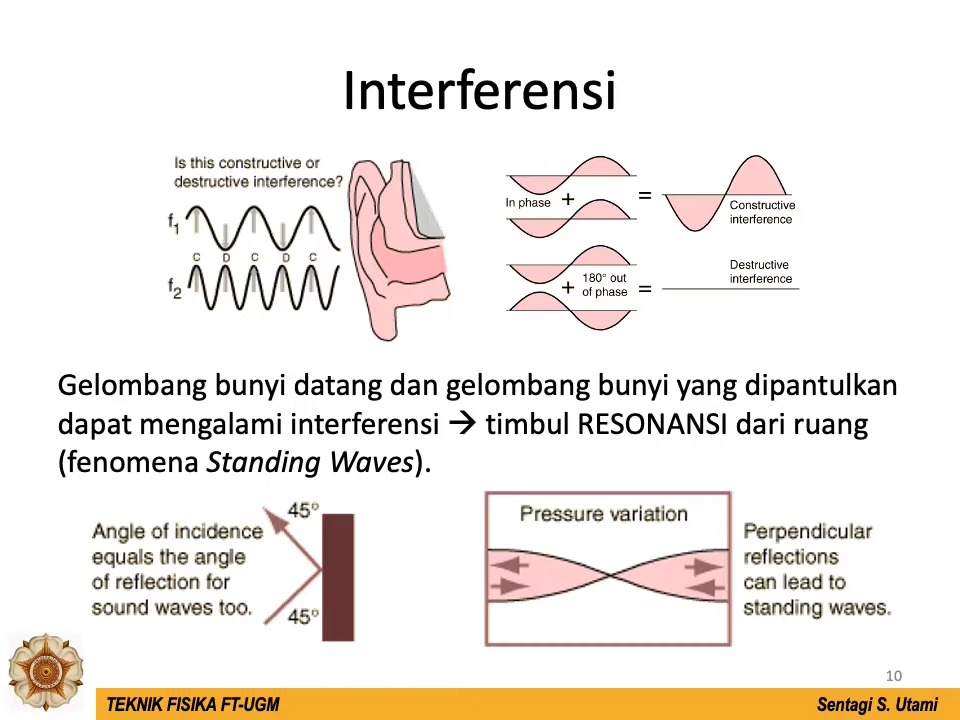 Interferensi
Is this constructive or
destructive interference?
f1
C D C D C
f2
In phase + =
Constructive
interference
+ 180° out
of phase =
Destructive
interference
Gelombang bunyi datang dan gelombang bunyi yang dipantulkan
dapat mengalami interferensi → timbul RESONANSI dari ruang
(fenomena Standing Waves).
Angle of incidence
equals the angle
of reflection for
sound waves too.
45°
45°
Pressure variation
Perpendicular
reflections
can lead to
standing waves.
10
TEKNIK FISIKA FT-UGM
Sentagi S. Utami